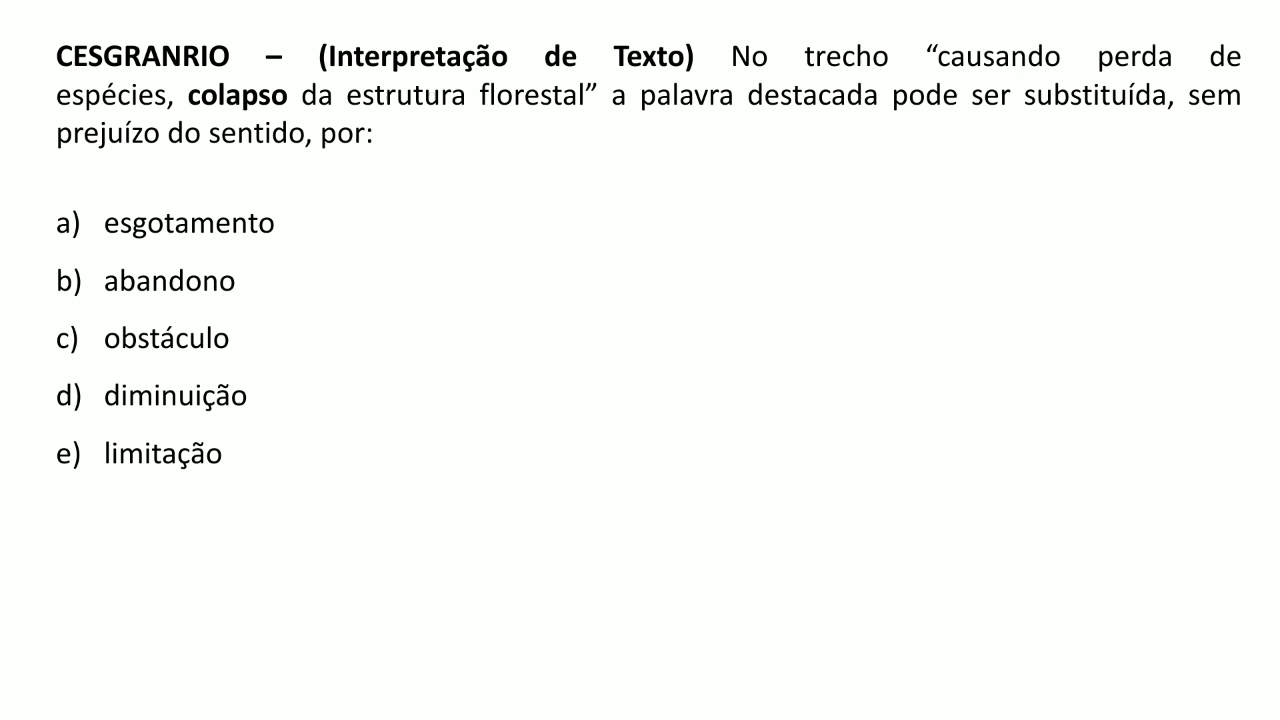 CESGRANRIO – (Interpretação de Texto) No trecho “causando perda de
espécies, colapso da estrutura florestal” a palavra destacada pode ser substituída, sem
prejuízo do sentido, por:
a) esgotamento
b) abandono
c) obstáculo
d) diminuição
e) limitação